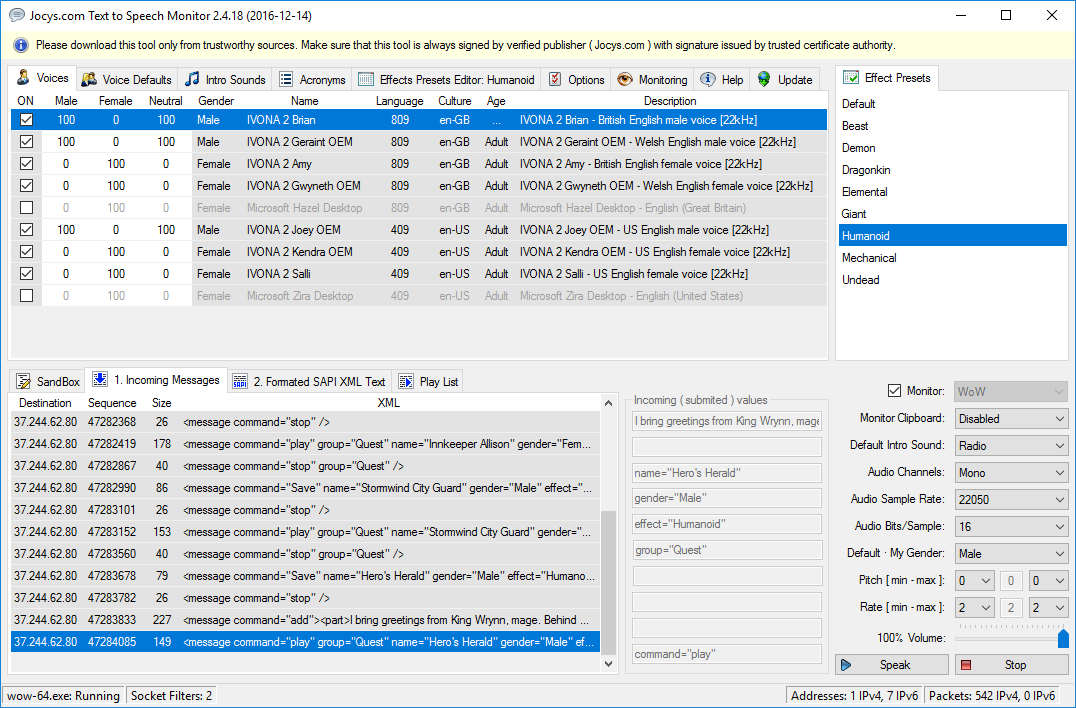 Jocys.com Text to Speech Monitor 2.4.18 (2016-12-14)
Please download this tool only from trustworthy sources. Make sure that this tool is always signed by verified publisher ( Jocys.com ) with signature issued by trusted certificate authority.
Voices Voice Defaults Intro Sounds Acronyms Effects Presets Editor: Humanoid Options Monitoring Help Update
ON Male Female Neutral Gender Name Language Culture Age Description
100 0 100 Male IVONA 2 Brian 809 en-GB ... IVONA 2 Brian - British English male voice [22kHz]
100 0 100 Male IVONA 2 Geraint OEM 809 en-GB Adult IVONA 2 Geraint OEM - Welsh English male voice [22kHz]
0 100 0 Female IVONA 2 Amy 809 en-GB Adult IVONA 2 Amy - British English female voice [22kHz]
0 100 0 Female IVONA 2 Gwyneth OEM 809 en-GB Adult IVONA 2 Gwyneth OEM - Welsh English female voice [22kHz]
0 100 0 Female Microsoft Hazel Desktop 809 en-GB Adult Microsoft Hazel Desktop - English (Great Britain)
100 0 100 Male IVONA 2 Joey OEM 409 en-US Adult IVONA 2 Joey OEM - US English male voice [22kHz]
0 100 0 Female IVONA 2 Kendra OEM 409 en-US Adult IVONA 2 Kendra OEM - US English female voice [22kHz]
0 100 0 Female IVONA 2 Salli 409 en-US Adult IVONA 2 Salli - US English female voice [22kHz]
0 100 0 Female Microsoft Zira Desktop 409 en-US Adult Microsoft Zira Desktop - English (United States)
Effect Presets
Default
Beast
Demon
Dragonkin
Elemental
Giant
Humanoid
Mechanical
Undead
SandBox 1. Incoming Messages 2. Formated SAPI XML Text Play List
Destination Sequence Size XML
37.244.62.80 47282368 26 <message command="stop" />
37.244.62.80 47282419 178 <message command="play" group="Quest" name="Innkeeper Allison" gender="Fem...
37.244.62.80 47282867 40 <message command="stop" group="Quest" />
37.244.62.80 47282990 86 <message command="Save" name="Stormwind City Guard" gender="Male" effect="...
37.244.62.80 47283101 26 <message command="stop" />
37.244.62.80 47283152 153 <message command="play" group="Quest" name="Stormwind City Guard" gender=...
37.244.62.80 47283560 40 <message command="stop" group="Quest" />
37.244.62.80 47283678 79 <message command="Save" name="Hero's Herald" gender="Male" effect="Humano...
37.244.62.80 47283782 26 <message command="stop" />
37.244.62.80 47283833 227 <message command="add"><part>I bring greetings from King Wrynn, mage. Behind ...
37.244.62.80 47284085 149 <message command="play" group="Quest" name="Hero's Herald" gender="Male" ef...
Incoming ( submited ) values
I bring greetings from King Wrynn, mage
name="Hero's Herald"
gender="Male"
effect="Humanoid"
group="Quest"
command="play"
Monitor: WoW
Monitor Clipboard: Disabled
Default Intro Sound: Radio
Audio Channels: Mono
Audio Sample Rate: 22050
Audio Bits/Sample: 16
Default · My Gender: Male
Pitch [ min - max ]: 0 0 0
Rate [ min - max ]: 2 2 2
100% Volume:
Speak Stop
wow-64.exe: Running Socket Filters: 2 Addresses: 1 IPv4, 7 IPv6 Packets: 542 IPv4, 0 IPv6